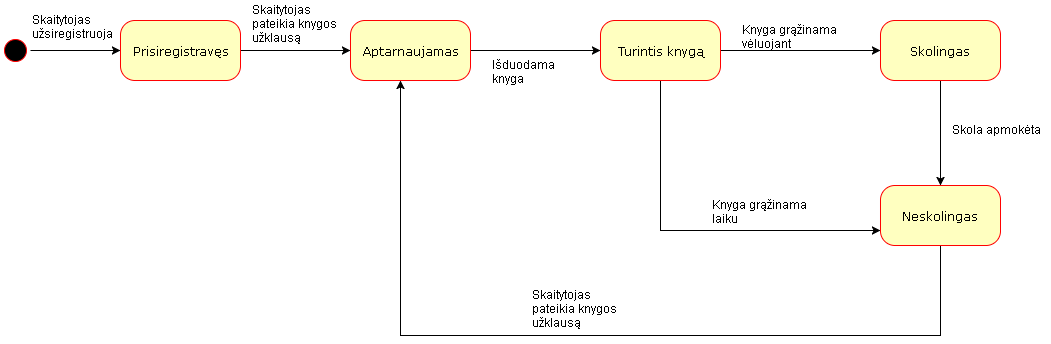 Skaitytojas
užsiregistruoja
Prisiregistravęs
Skaitytojas
pateikia knygos
užklausą
Aptarnaujamas
Išduodama
knyga
Turintis knygą
Knyga grąžinama
vėluojant
Skolingas
Skola apmokėta
Knyga grąžinama
laiku
Neskolingas
Skaitytojas
pateikia knygos
užklausą